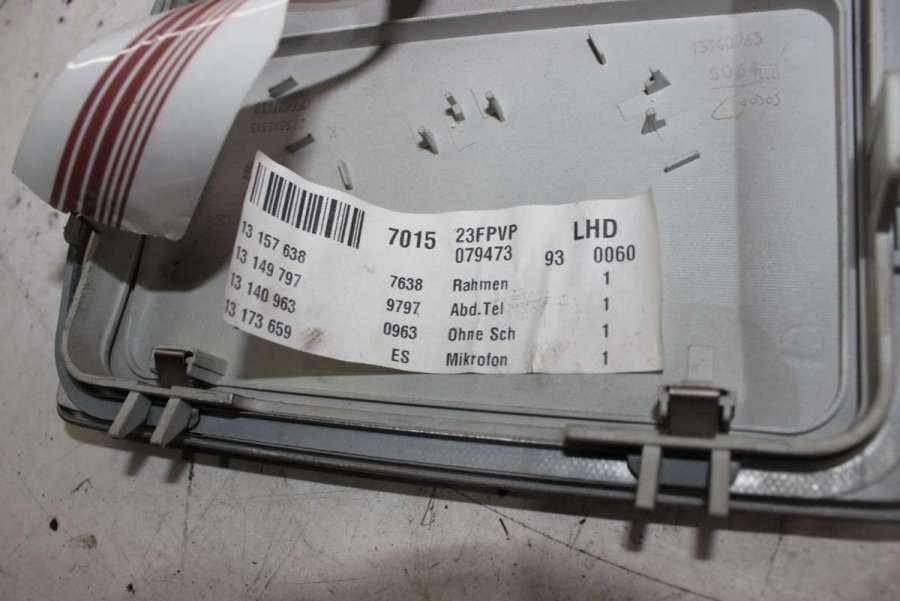 13140963
5064
7015 23FPVP LHD
079473 93 0060
13 157 638 7638 Rahmen 1
13 149 797 9797 Abd.Tel 1
13 140 963 0963 Ohne Sch 1
13 173 659 ES Mikrofon 1